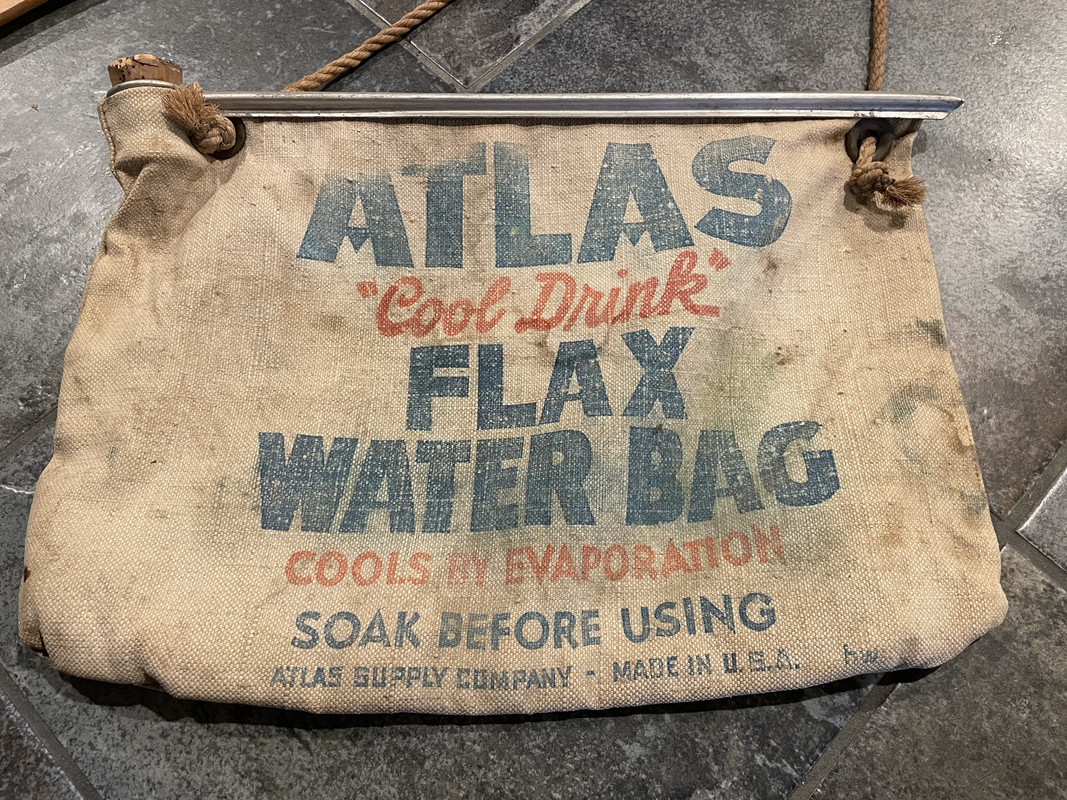 ATLAS
"Cool Drink"
FLAX
WATER BAG
COOLS BY EVAPORATION
SOAK BEFORE USING
ATLAS SUPPLY COMPANY - MADE IN U.S.A.